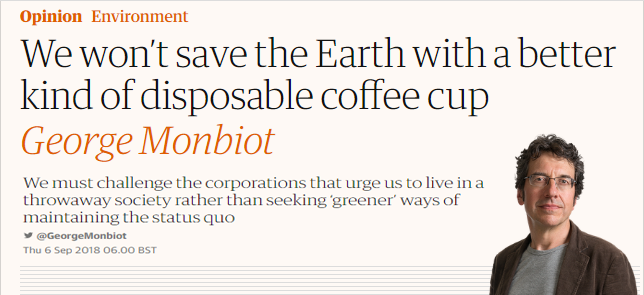 Opinion Environment
We won’t save the Earth with a better
kind of disposable coffee cup
George Monbiot
We must challenge the corporations that urge us to live in a
throwaway society rather than seeking ‘greener’ ways of
maintaining the status quo
@GeorgeMonbiot
Thu 6 Sep 2018 06.00 BST